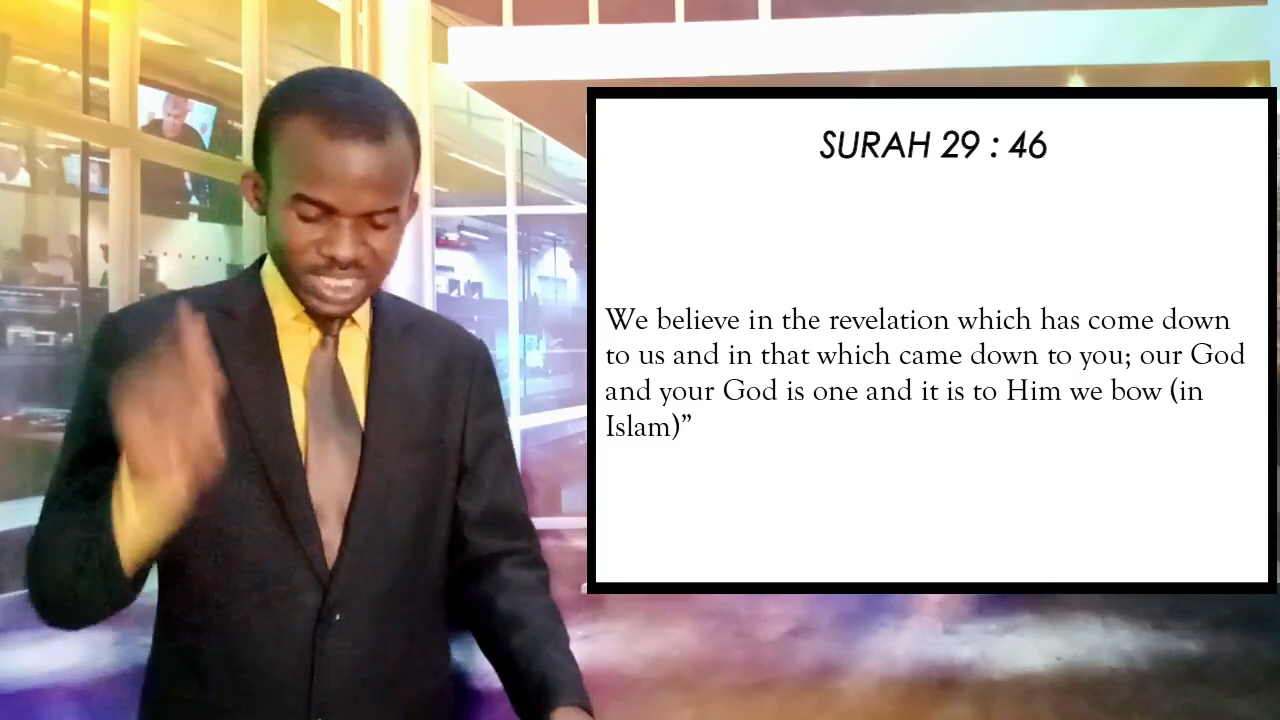 SURAH 29 : 46
We believe in the revelation which has come down
to us and in that which came down to you; our God
and your God is one and it is to Him we bow (in
Islam)”